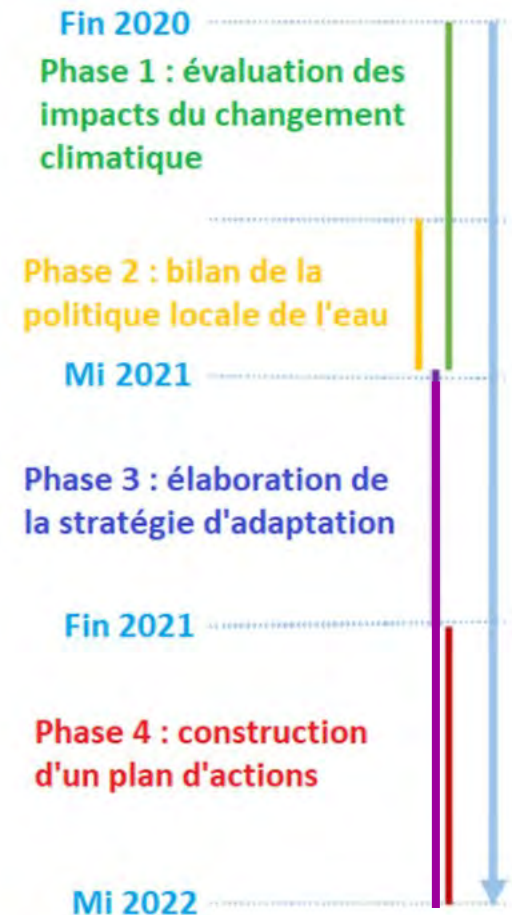 Fin 2020
Phase 1 : évaluation des
impacts du changement
climatique
Phase 2 : bilan de la
politique locale de l'eau
Mi 2021
Phase 3 : élaboration de
la stratégie d'adaptation
Fin 2021
Phase 4 : construction
d'un plan d'actions
Mi 2022